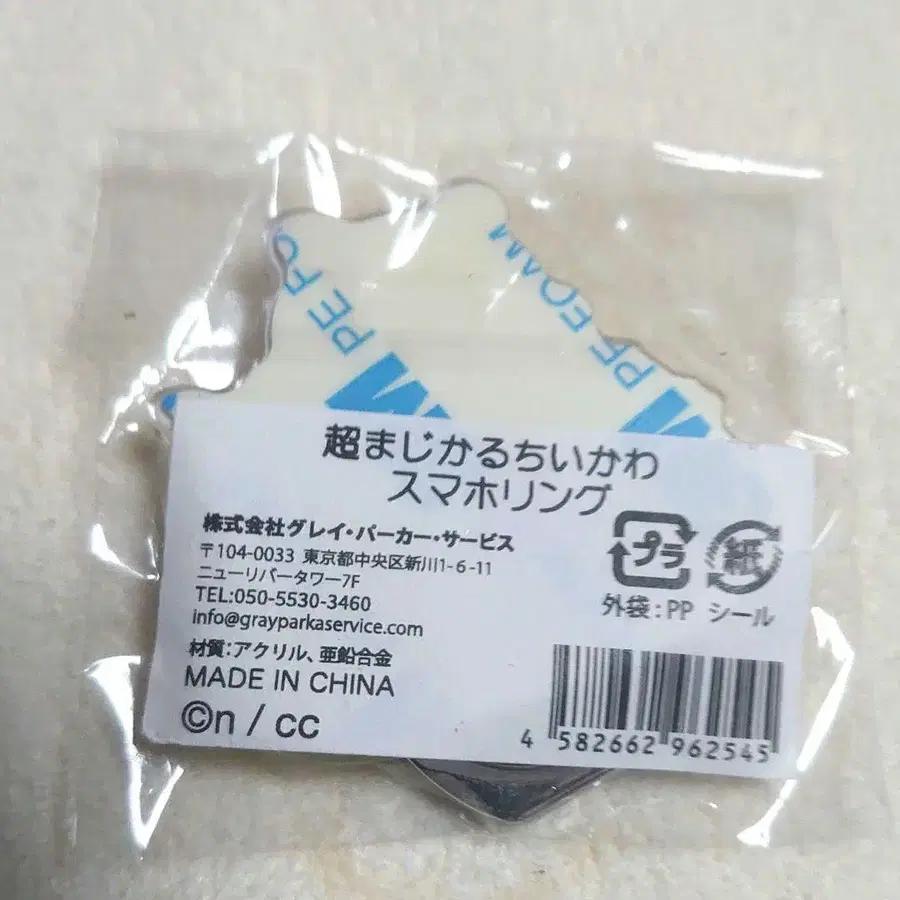 PE FO
PE FOAM
超まじかるちいかわ
スマホリング
株式会社グレイ・パーカー・サービス
〒104-0033 東京都中央区新川1-6-11
ニューリバータワー7F
TEL:050-5530-3460
info@grayparkaservice.com
材質:アクリル、亜鉛合金
MADE IN CHINA
©n / cc
プラ 紙
外袋:PP シール
4 582662 962545